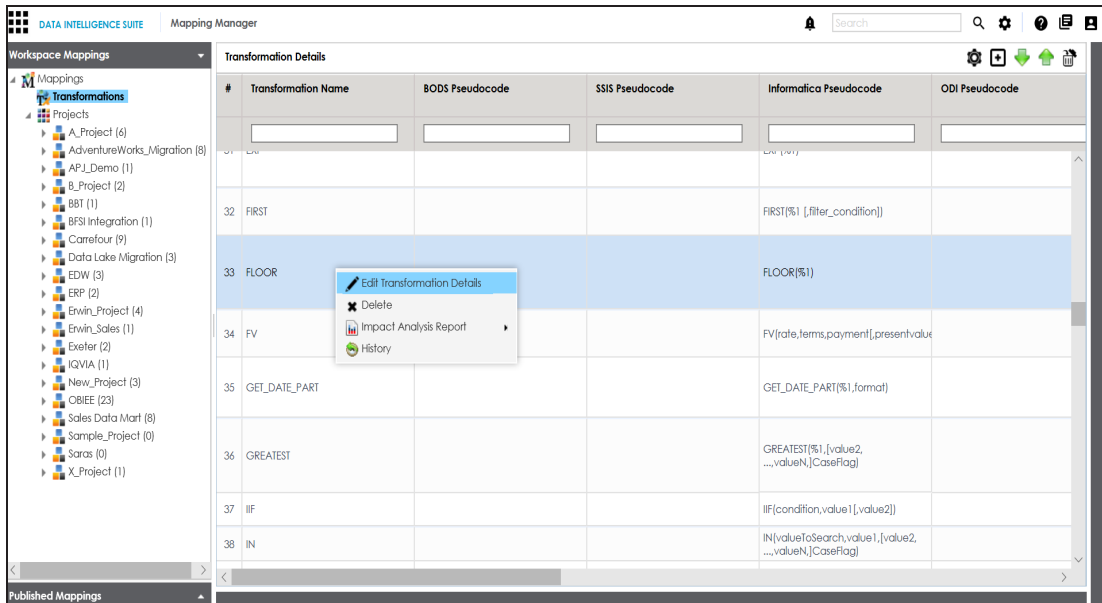 DATA INTELLIGENCE SUITE Mapping Manager Search
Workspace Mappings
Mappings
Transformations
Projects
A_Project (6)
AdventureWorks_Migration (8)
APJ_Demo (1)
B_Project (2)
BBT (1)
BFSI Integration (1)
Carrefour (9)
Data Lake Migration (3)
EDW (3)
ERP (2)
Erwin_Project (4)
Erwin_Sales (1)
Exeter (2)
IQVIA (1)
New_Project (3)
OBIEE (23)
Sales Data Mart (8)
Sample_Project (0)
Saras (0)
X_Project (1)
Published Mappings
Transformation Details
# Transformation Name BODS Pseudocode SSIS Pseudocode Informatica Pseudocode ODI Pseudocode
31 EXP EXP(%1)
32 FIRST FIRST(%1 [,filter_condition])
33 FLOOR FLOOR(%1)
Edit Transformation Details
Delete
Impact Analysis Report
History
34 FV FV(rate,terms,payment[,presentvalue
35 GET_DATE_PART GET_DATE_PART(%1,format)
36 GREATEST GREATEST(%1,[value2,
...,valueN,]CaseFlag)
37 IIF IIF(condition,value1[,value2])
38 IN IN(valueToSearch,value1,[value2,
...,valueN,]CaseFlag)